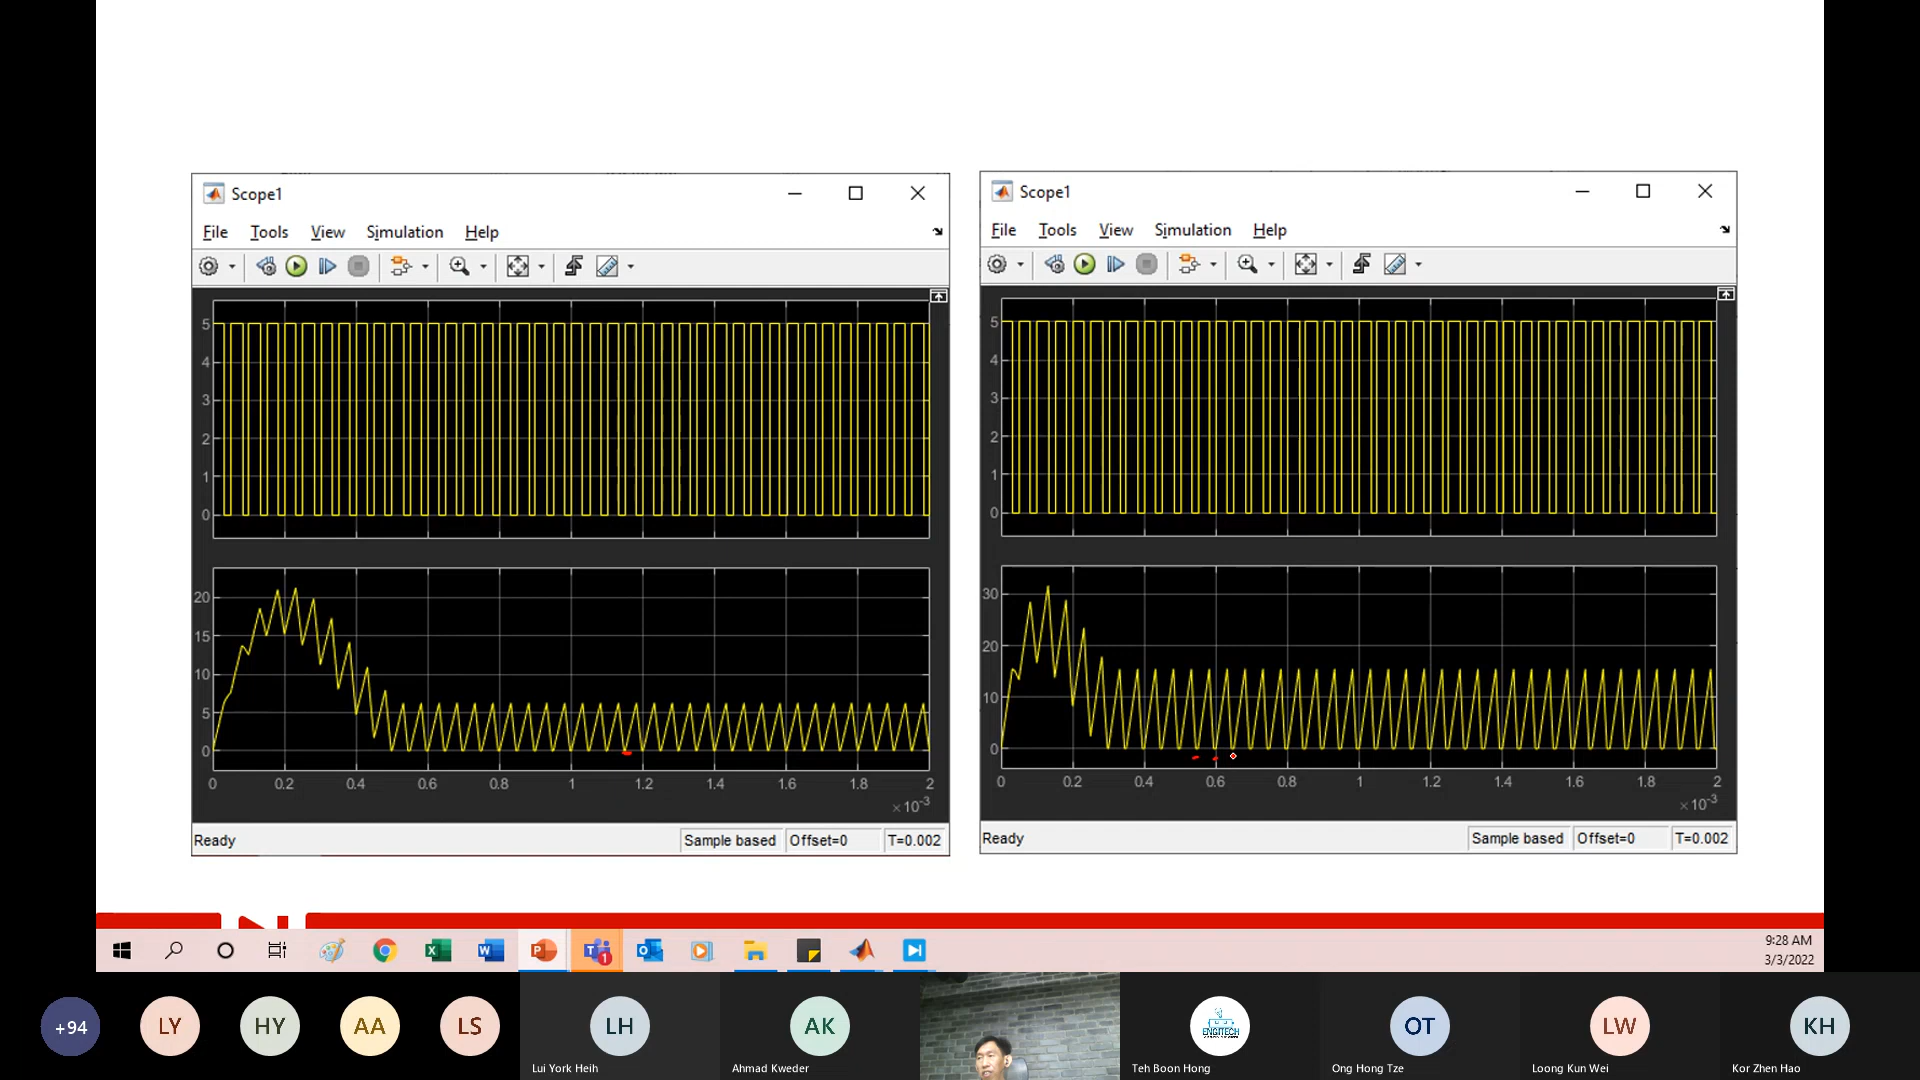 Scope1
File Tools View Simulation Help
5
4
3
2
1
0
20
15
10
5
0
0 0.2 0.4 0.6 0.8 1 1.2 1.4 1.6 1.8 2
×10-3
Ready Sample based Offset=0 T=0.002
Scope1
File Tools View Simulation Help
5
4
3
2
1
0
30
20
10
0
0 0.2 0.4 0.6 0.8 1 1.2 1.4 1.6 1.8 2
×10-3
Ready Sample based Offset=0 T=0.002
9:28 AM
3/3/2022
+94 LY HY AA LS LH AK ENGITECH OT LW KH
Lui York Heih Ahmad Kweder Teh Boon Hong Ong Hong Tze Loong Kun Wei Kor Zhen Hao